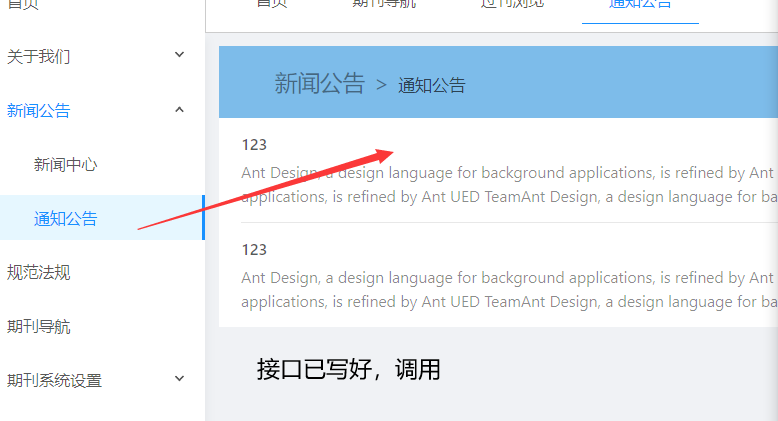 首页
关于我们
新闻公告
新闻中心
通知公告
规范法规
期刊导航
期刊系统设置
首页 期刊导航 过刊浏览 通知公告
新闻公告 > 通知公告
123
Ant Design, a design language for background applications, is refined by Ant
applications, is refined by Ant UED TeamAnt Design, a design language for ba
123
Ant Design, a design language for background applications, is refined by Ant
applications, is refined by Ant UED TeamAnt Design, a design language for ba
接口已写好，调用